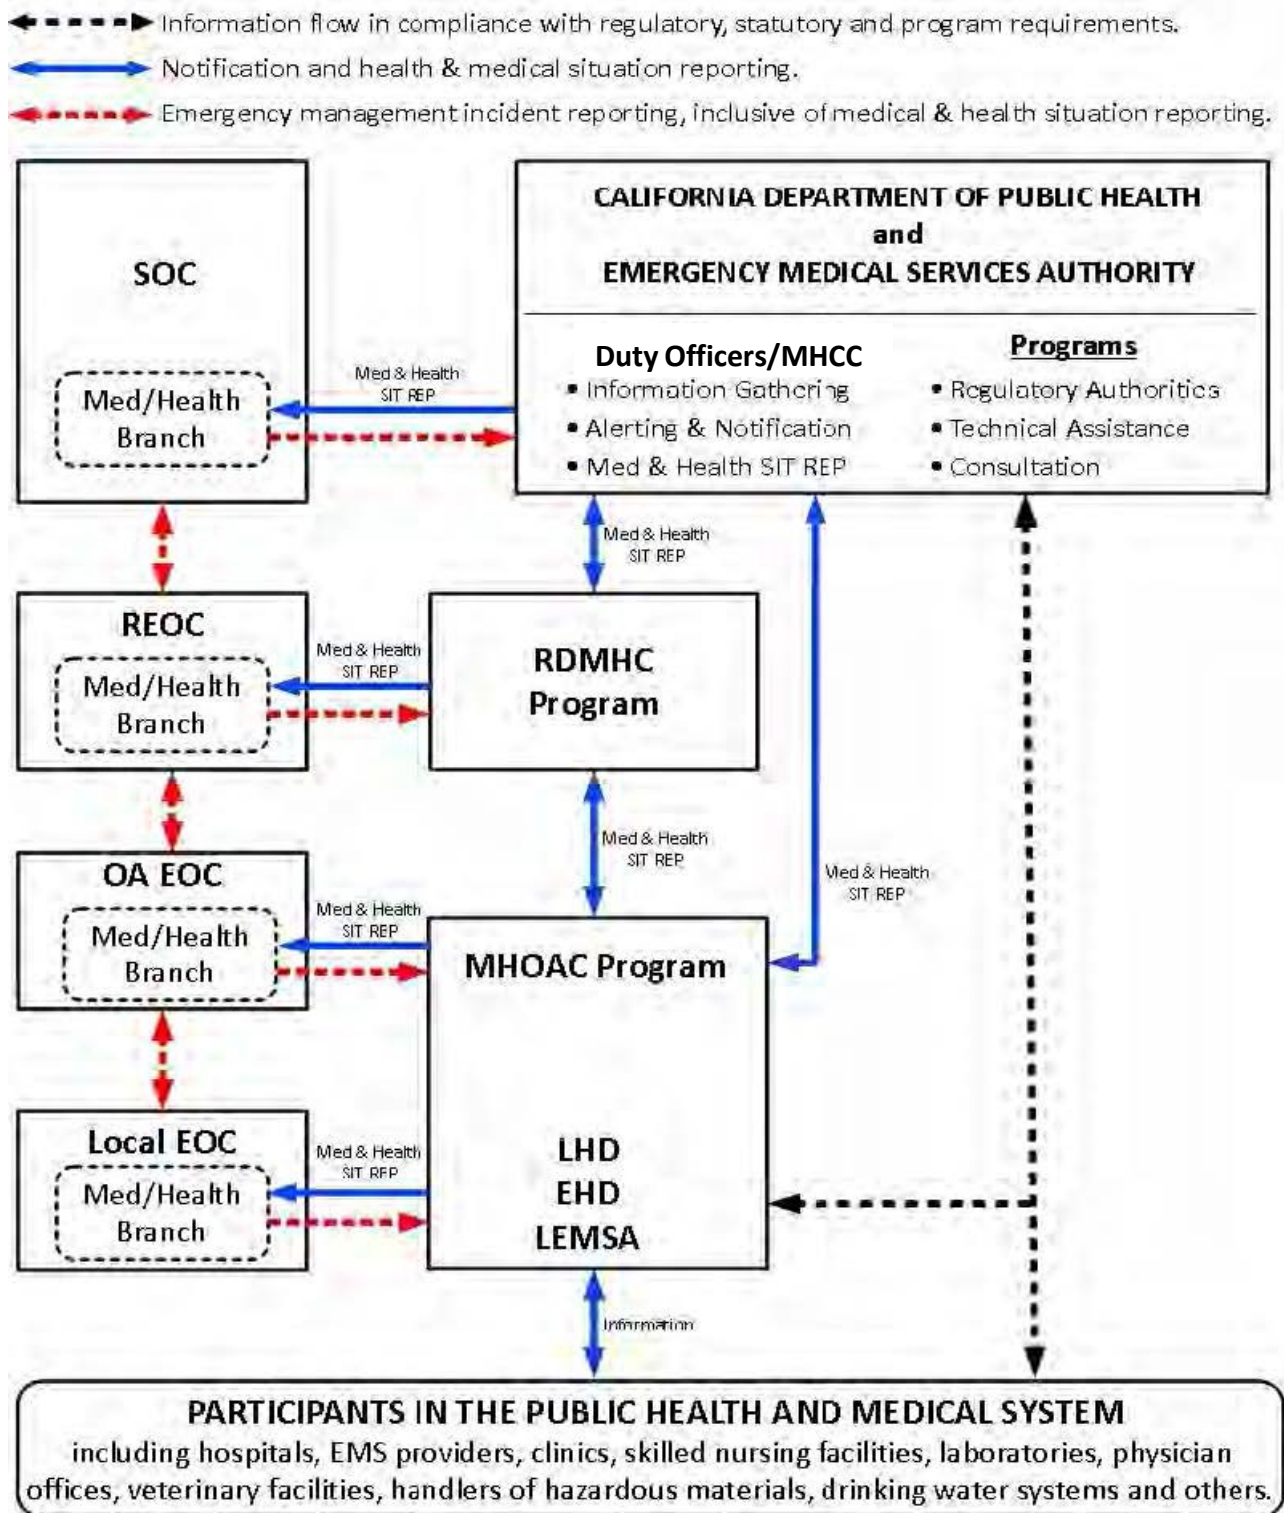 Information flow in compliance with regulatory, statutory and program requirements.
Notification and health & medical situation reporting.
Emergency management incident reporting, inclusive of medical & health situation reporting.
SOC
Med/Health
Branch
Med & Health
SIT REP
CALIFORNIA DEPARTMENT OF PUBLIC HEALTH
and
EMERGENCY MEDICAL SERVICES AUTHORITY
Duty Officers/MHCC
• Information Gathering
• Alerting & Notification
• Med & Health SIT REP
Programs
• Regulatory Authorities
• Technical Assistance
• Consultation
Med & Health
SIT REP
REOC
Med/Health
Branch
Med & Health
SIT REP
RDMHC
Program
Med & Health
SIT REP
Med & Health
SIT REP
OA EOC
Med/Health
Branch
Med & Health
SIT REP
MHOAC Program
LHD
EHD
LEMSA
Local EOC
Med/Health
Branch
Med & Health
SIT REP
Information
PARTICIPANTS IN THE PUBLIC HEALTH AND MEDICAL SYSTEM
including hospitals, EMS providers, clinics, skilled nursing facilities, laboratories, physician
offices, veterinary facilities, handlers of hazardous materials, drinking water systems and others.